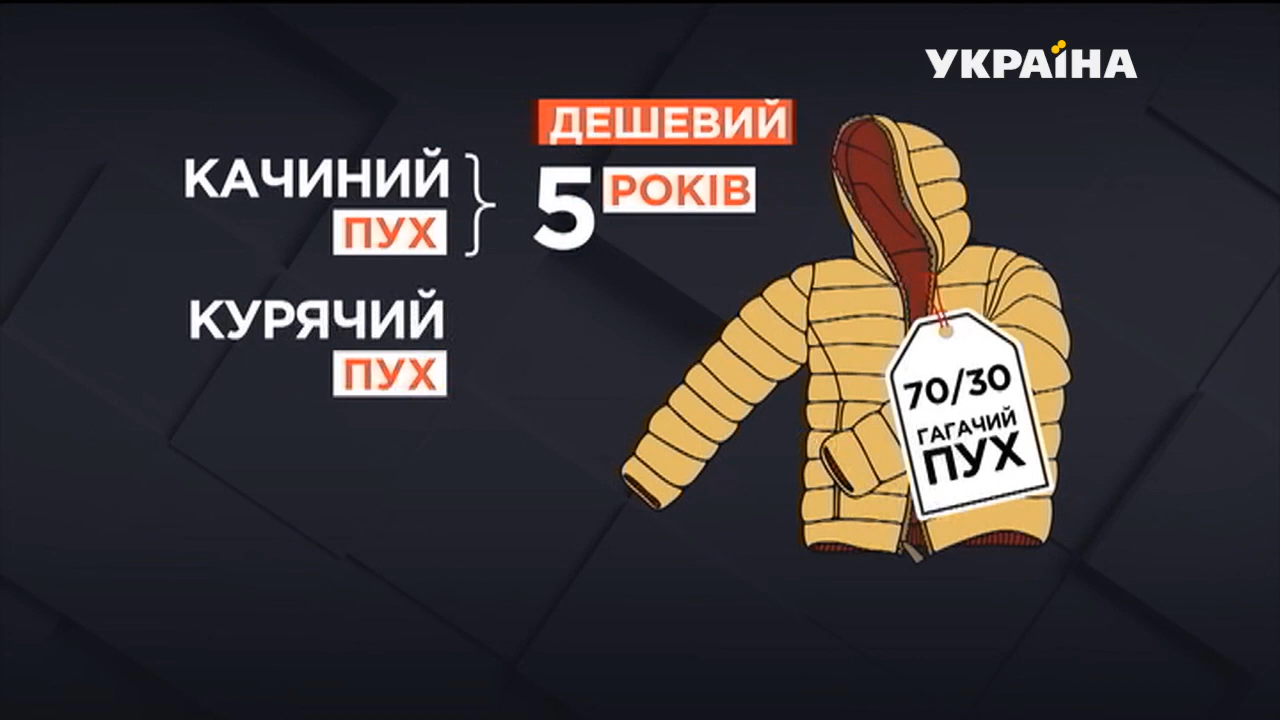 УКРАЇНА
ДЕШЕВИЙ
КАЧИНИЙ
ПУХ
5 РОКІВ
КУРЯЧИЙ
ПУХ
70/30
ГАГАЧИЙ
ПУХ